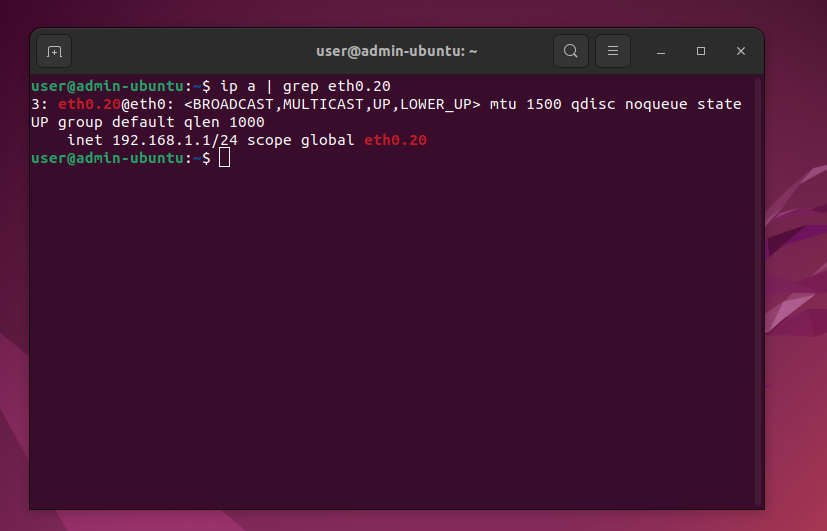 user@admin-ubuntu: ~
user@admin-ubuntu:~$ ip a | grep eth0.20
3: eth0.20@eth0: <BROADCAST,MULTICAST,UP,LOWER_UP> mtu 1500 qdisc noqueue state
UP group default qlen 1000
    inet 192.168.1.1/24 scope global eth0.20
user@admin-ubuntu:~$